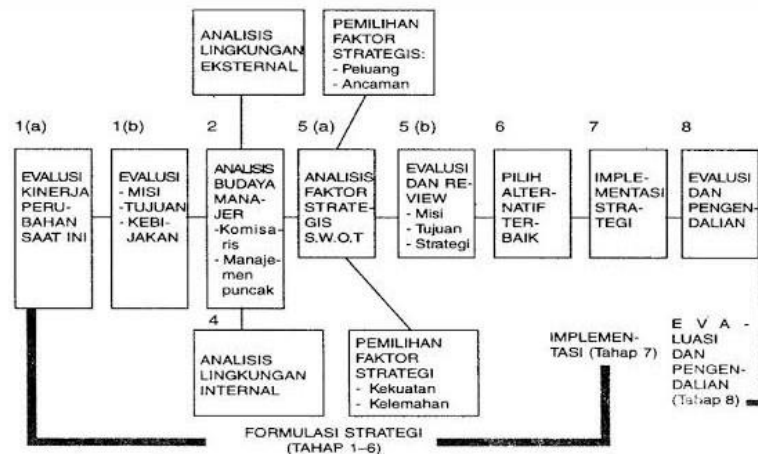 ANALISIS
LINGKUNGAN
EKSTERNAL
PEMILIHAN
FAKTOR
STRATEGIS:
- Peluang
- Ancaman
1(a)
EVALUSI
KINERJA
PERU-
BAHAN
SAAT INI
1(b)
EVALUSI
- MISI
-TUJUAN
- KEBI-
JAKAN
2
ANALISIS
BUDAYA
MANA-
JER
-Komisa-
ris
- Manaje-
men
puncak
5 (a)
ANALISIS
FAKTOR
STRATE-
GIS
S.W.O.T
5 (b)
EVALUSI
DAN RE-
VIEW
- Misi
- Tujuan
- Strategi
6
PILIH
ALTER-
NATIF
TER-
BAIK
7
IMPLE-
MENTASI
STRA-
TEGI
8
EVALUSI
DAN
PENGEN-
DALIAN
4
ANALISIS
LINGKUNGAN
INTERNAL
PEMILIHAN
FAKTOR
STRATEGI
- Kekuatan
- Kelemahan
IMPLEMEN-
TASI (Tahap 7)
E V A -
LUASI
DAN
PENGEN-
DALIAN
(Tahap 8)
FORMULASI STRATEGI
(TAHAP 1–6)